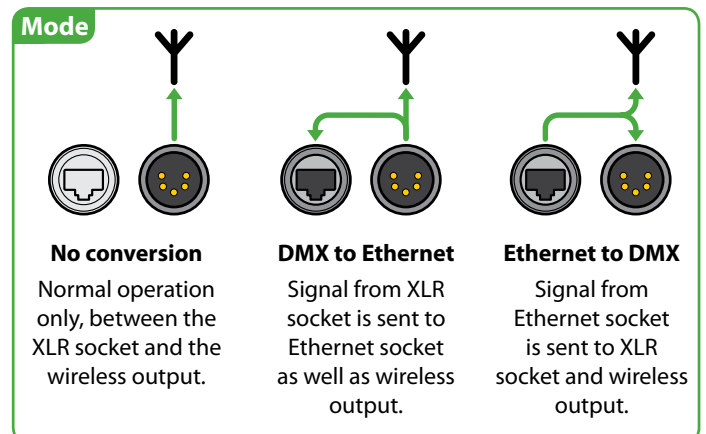 Mode
No conversion
Normal operation
only, between the
XLR socket and the
wireless output.
DMX to Ethernet
Signal from XLR
socket is sent to
Ethernet socket
as well as wireless
output.
Ethernet to DMX
Signal from
Ethernet socket
is sent to XLR
socket and wireless
output.